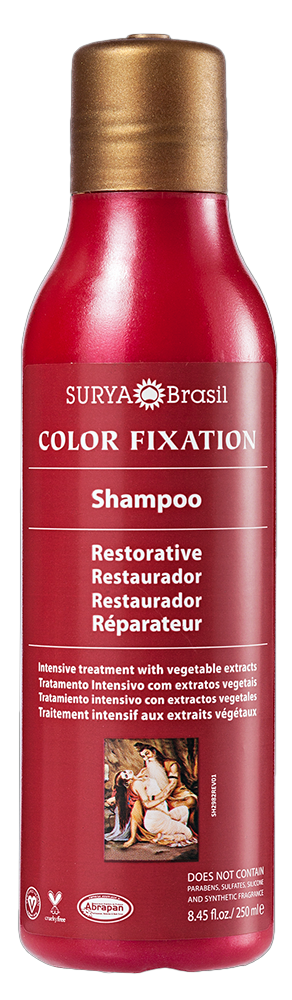 SURYA Brasil
COLOR FIXATION
Shampoo
Restorative
Restaurador
Restaurador
Réparateur
Intensive treatment with vegetable extracts
Tratamento Intensivo com extratos vegetais
Tratamiento intensivo con extractos vegetales
Traitement intensif aux extraits végétaux
SH2982REV01
DOES NOT CONTAIN
PARABENS, SULFATES, SILICONE
AND SYNTHETIC FRAGRANCE
8.45 fl.oz./ 250 ml ℮
crueltyfree
Abrapan